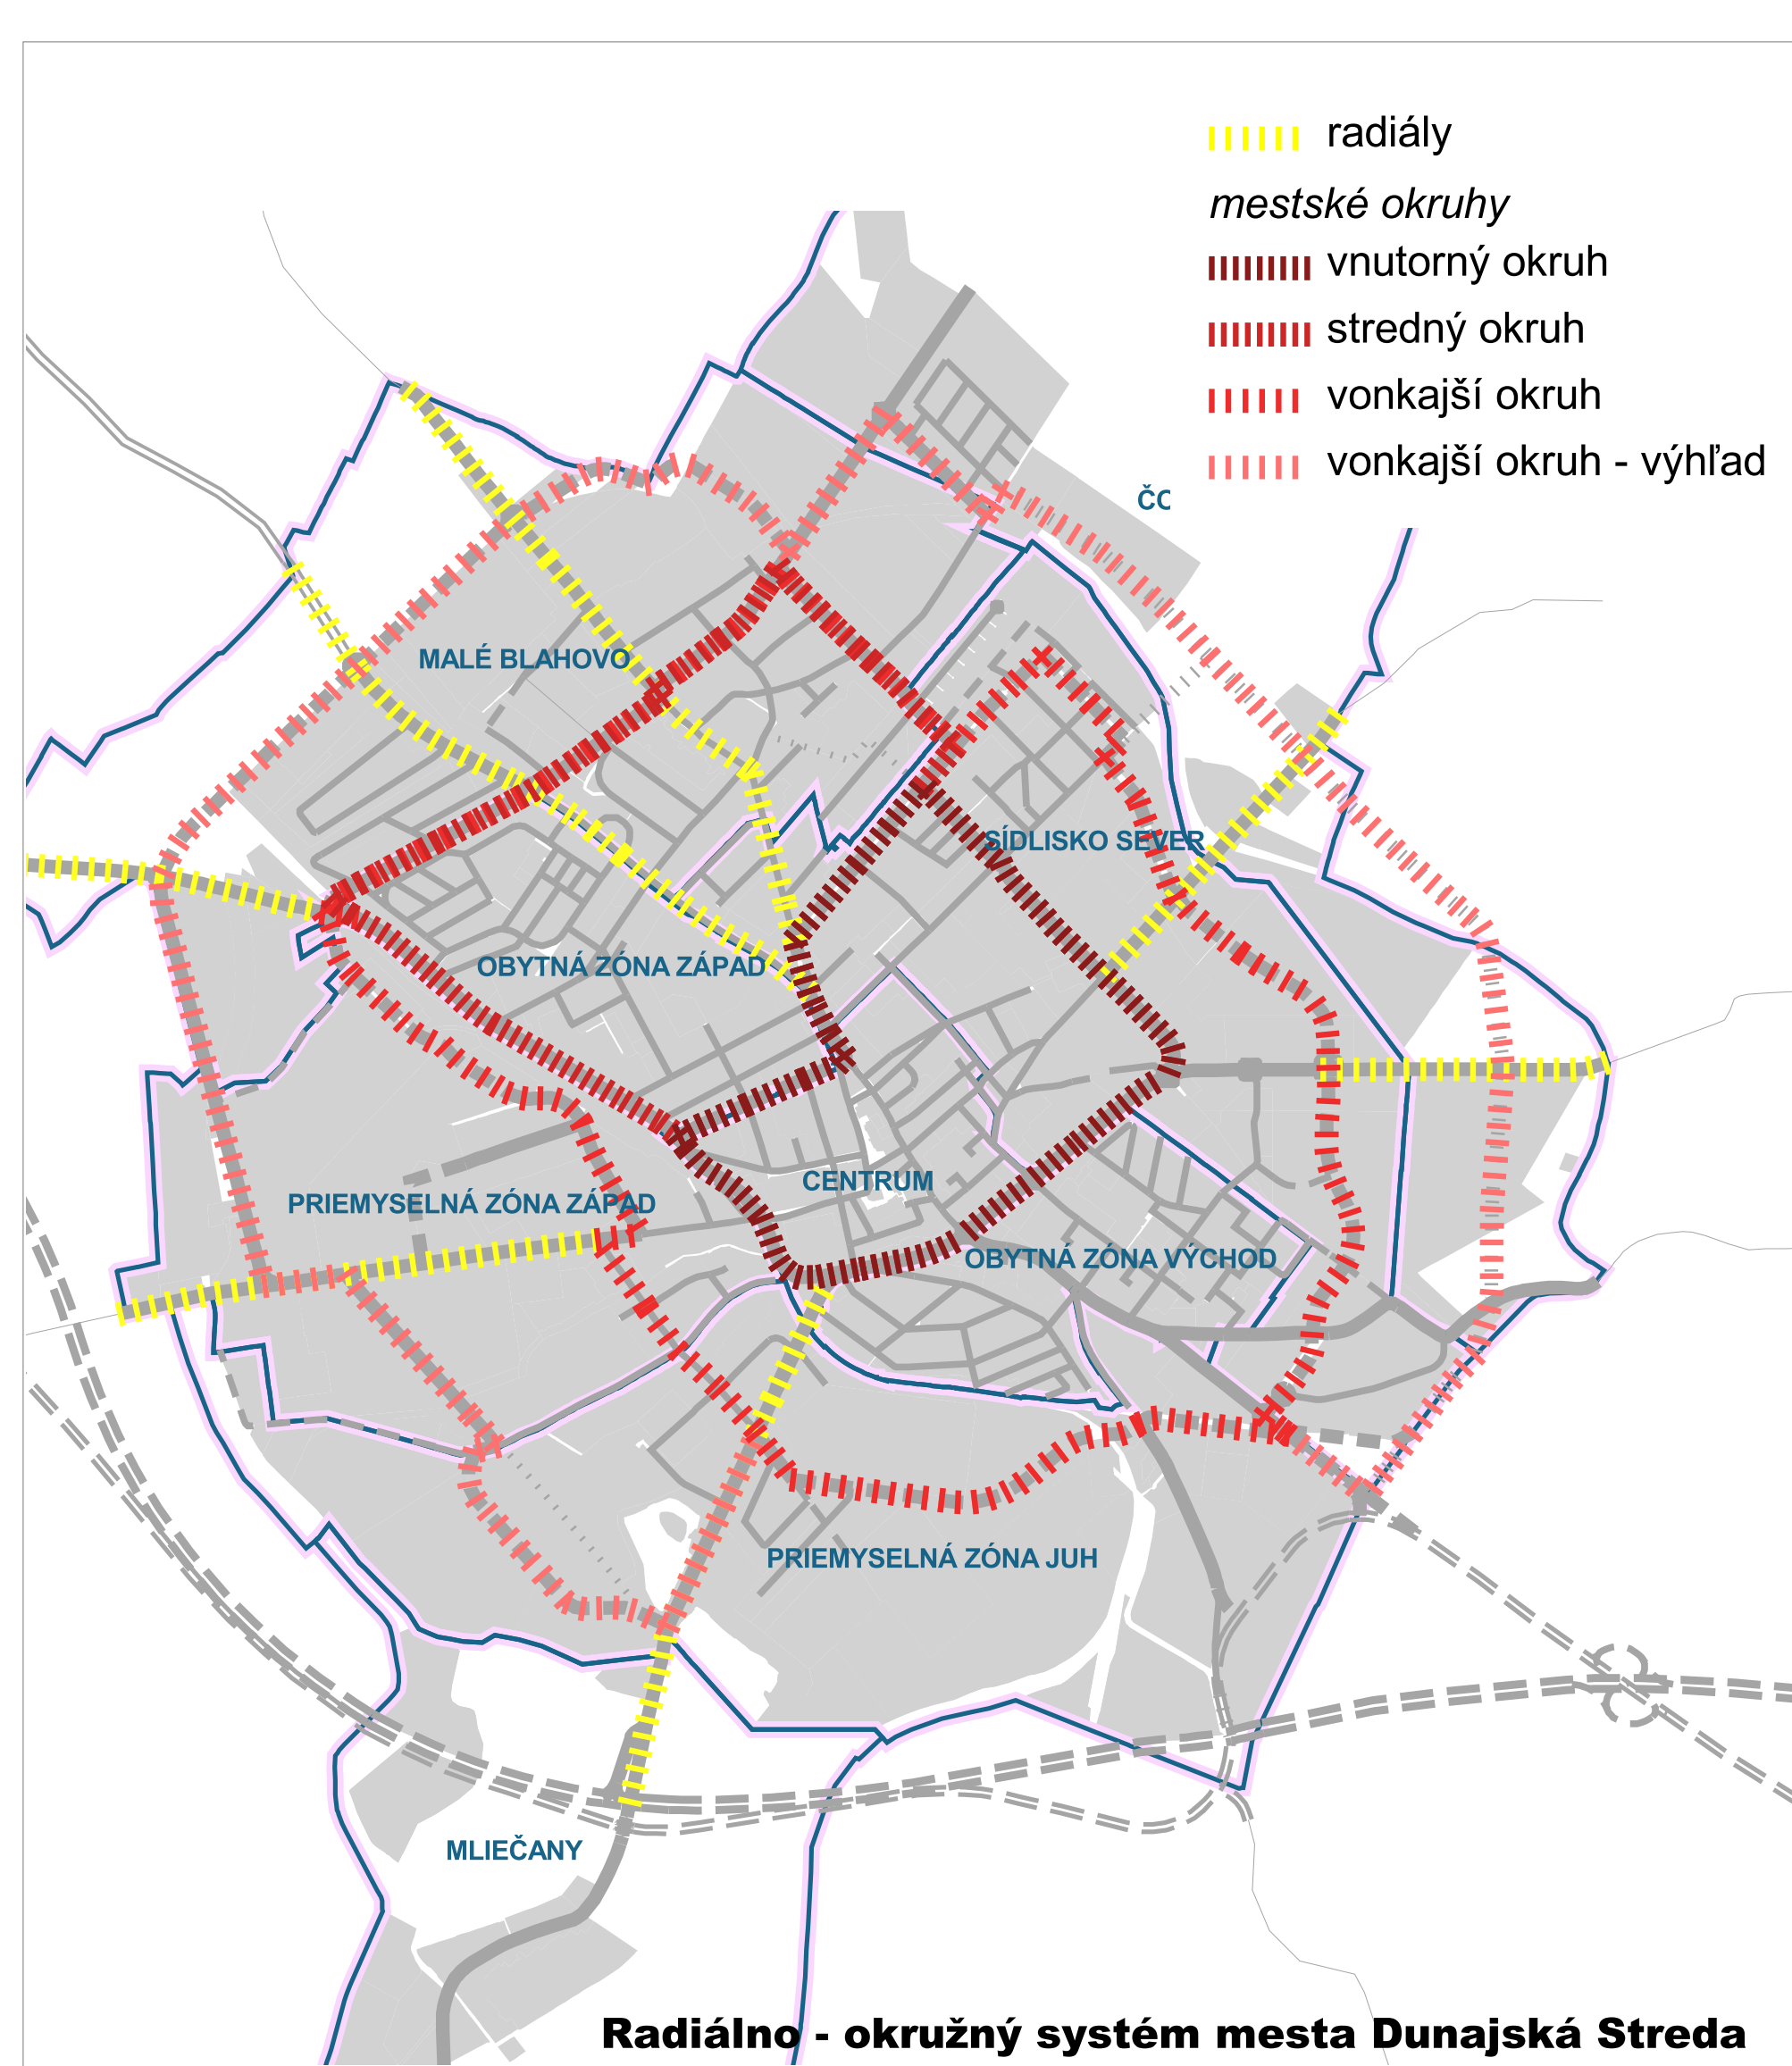 radiály
mestské okruhy
vnutorný okruh
stredný okruh
vonkajší okruh
vonkajší okruh - výhľad
ČO
MALÉ BLAHOVO
SÍDLISKO SEVER
OBYTNÁ ZÓNA ZÁPAD
CENTRUM
PRIEMYSELNÁ ZÓNA ZÁPAD
OBYTNÁ ZÓNA VÝCHOD
PRIEMYSELNÁ ZÓNA JUH
MLIEČANY
Radiálno - okružný systém mesta Dunajská Streda